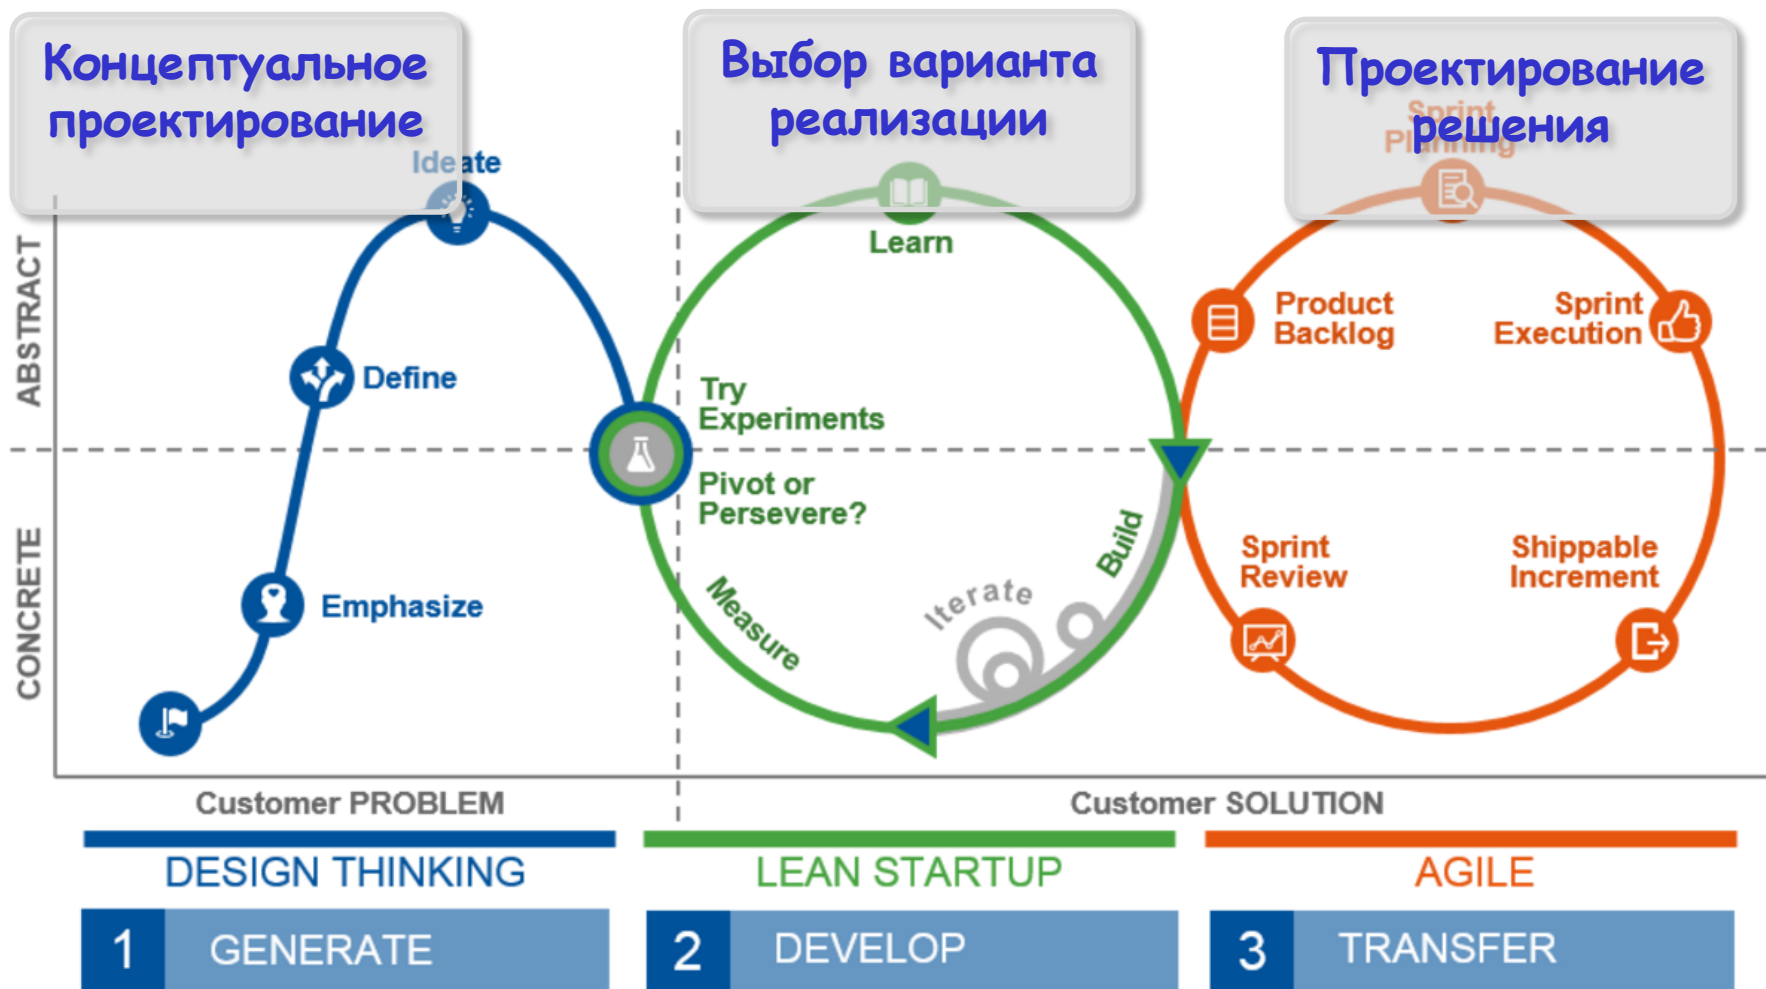 Концептуальное
проектирование
Выбор варианта
реализации
Проектирование
решения
Ideate
Sprint
Planning
Learn
ABSTRACT
Define
Product
Backlog
Sprint
Execution
Try
Experiments
Pivot or
Persevere?
CONCRETE
Emphasize
Measure
Iterate
Build
Sprint
Review
Shippable
Increment
Customer PROBLEM
Customer SOLUTION
DESIGN THINKING
LEAN STARTUP
AGILE
1 GENERATE
2 DEVELOP
3 TRANSFER